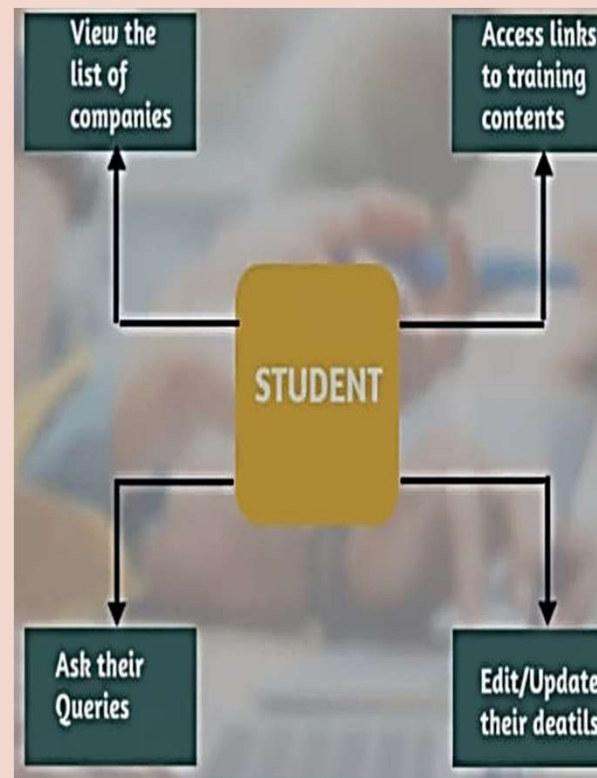 View the
list of
companies
Access links
to training
contents
STUDENT
Ask their
Queries
Edit/Update
their deatils